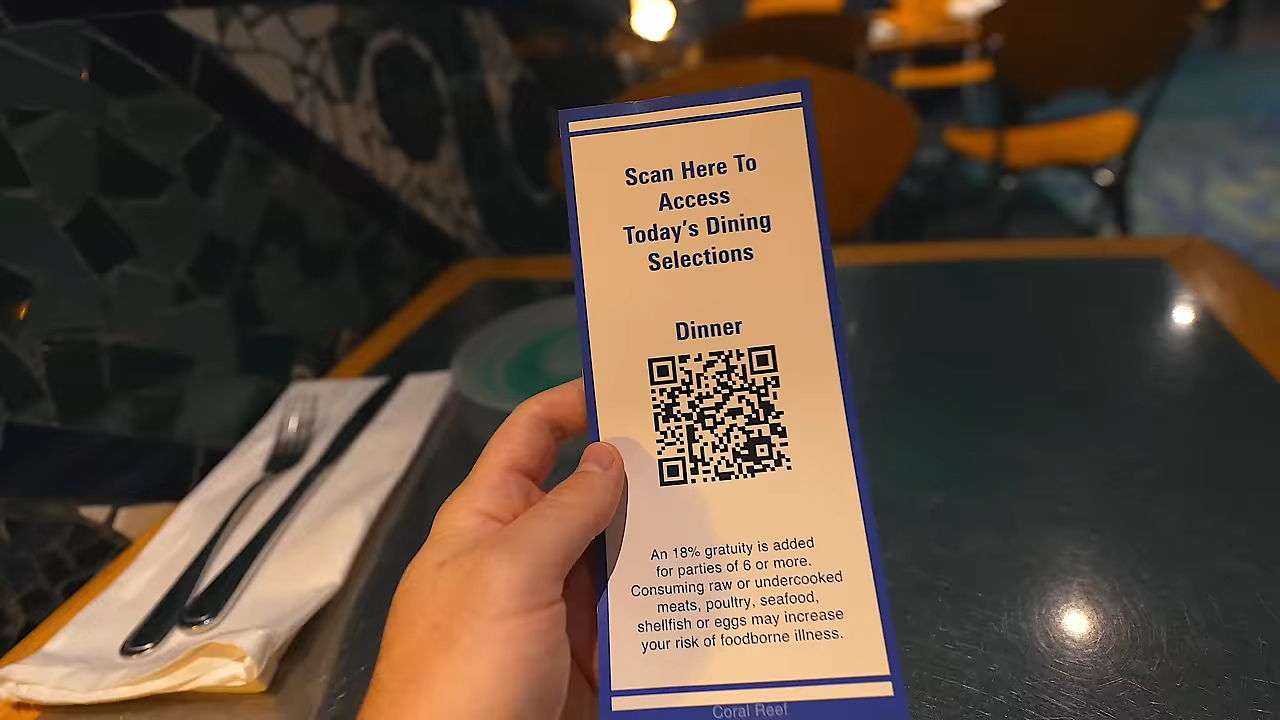 Scan Here To
Access
Today's Dining
Selections
Dinner
An 18% gratuity is added
for parties of 6 or more.
Consuming raw or undercooked
meats, poultry, seafood,
shellfish or eggs may increase
your risk of foodborne illness.
Coral Reef